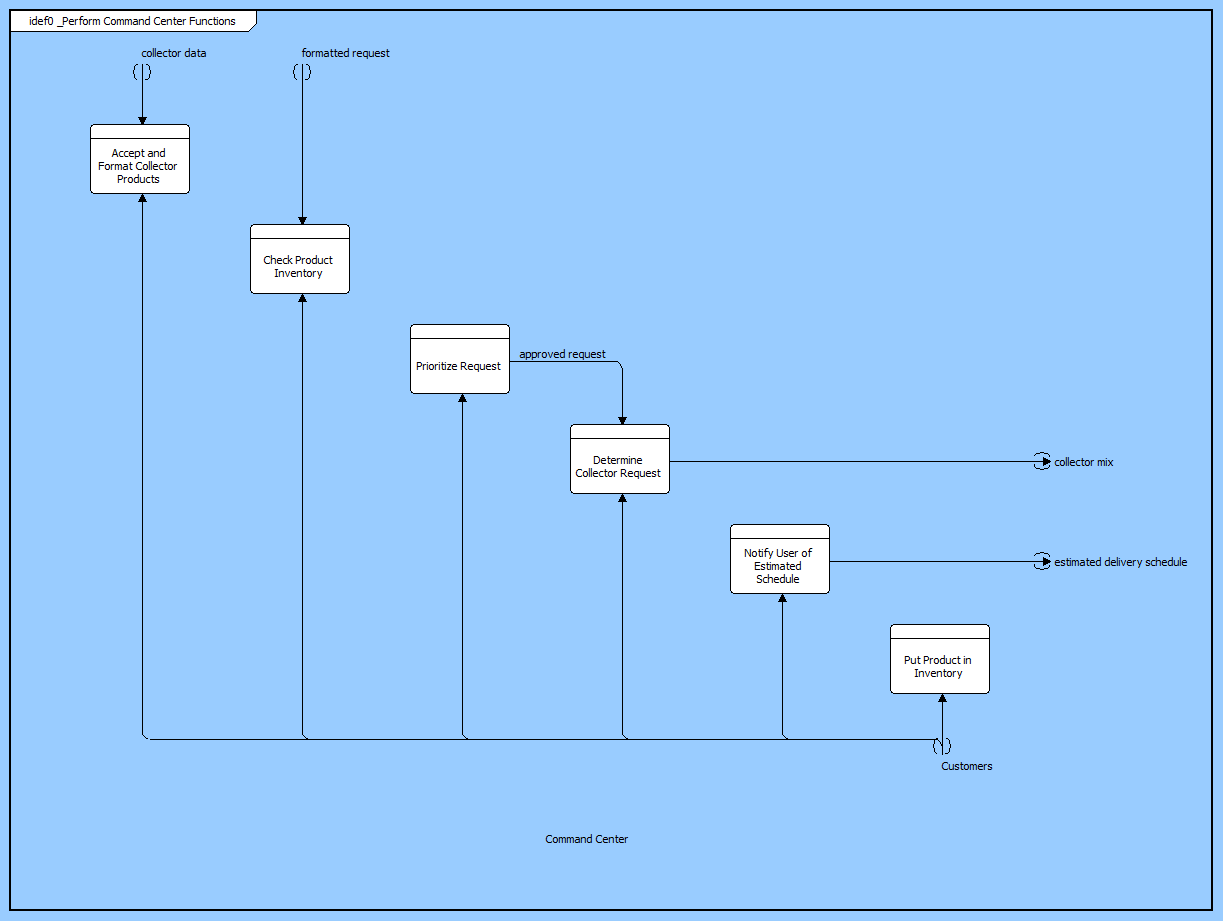 idef0 _Perform Command Center Functions
collector data
formatted request
Accept and
Format Collector
Products
Check Product
Inventory
approved request
Prioritize Request
Determine
Collector Request
collector mix
Notify User of
Estimated
Schedule
estimated delivery schedule
Put Product in
Inventory
Customers
Command Center